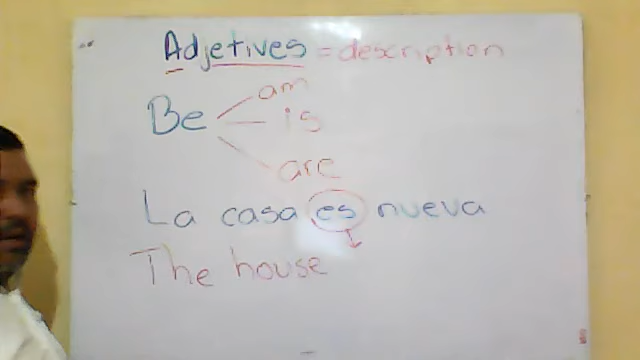 Adjetives = description
Be am
is
are
La casa es nueva
The house